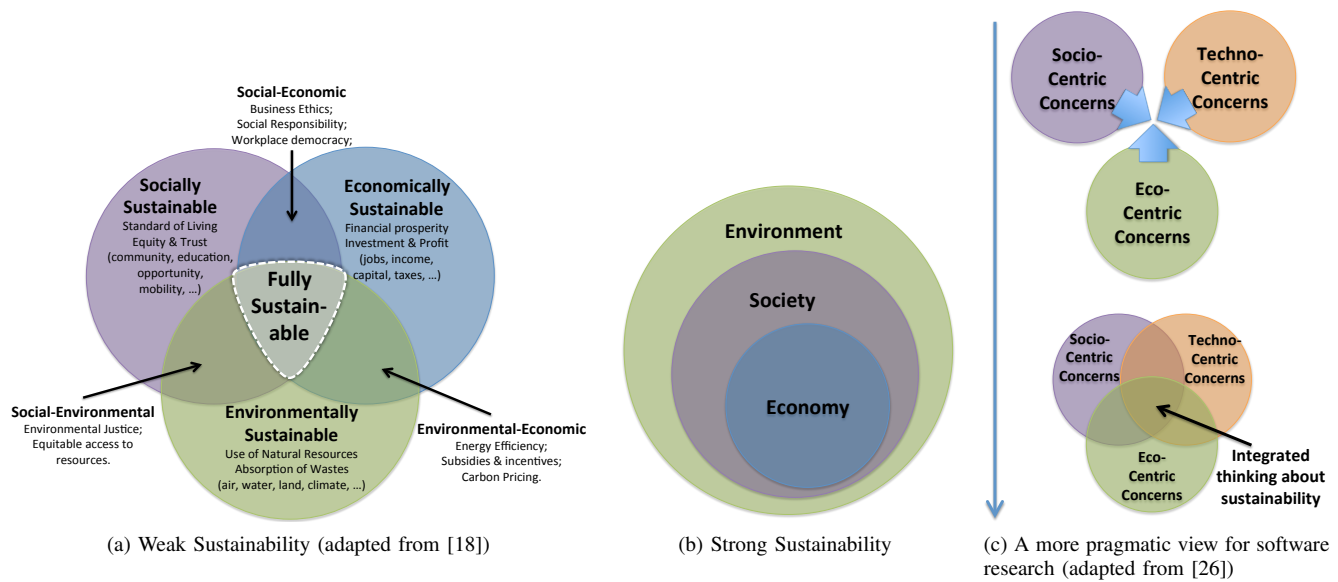 Social-Economic
Business Ethics;
Social Responsibility;
Workplace democracy;
Socially
Sustainable
Standard of Living
Equity & Trust
(community, education,
opportunity,
mobility, ...)
Economically
Sustainable
Financial prosperity
Investment & Profit
(jobs, income,
capital, taxes, ...)
Fully
Sustain-
able
Social-Environmental
Environmental Justice;
Equitable access to
resources.
Environmentally
Sustainable
Use of Natural Resources
Absorption of Wastes
(air, water, land, climate, ...)
Environmental-Economic
Energy Efficiency;
Subsidies & incentives;
Carbon Pricing.
(a) Weak Sustainability (adapted from [18])
Environment
Society
Economy
(b) Strong Sustainability
Socio-
Centric
Concerns
Techno-
Centric
Concerns
Eco-
Centric
Concerns
Socio-
Centric
Concerns
Techno-
Centric
Concerns
Eco-
Centric
Concerns
Integrated
thinking about
sustainability
(c) A more pragmatic view for software
research (adapted from [26])